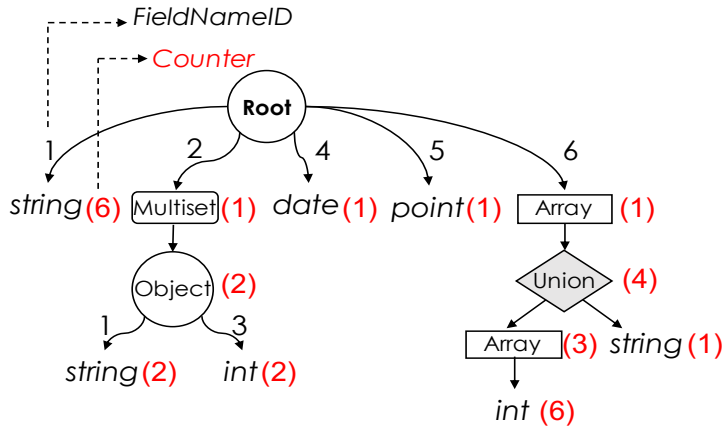 FieldNameID
Counter
Root
1 2 4 5 6
string (6) Multiset (1) date (1) point (1) Array (1)
Object (2) Union (4)
1 3
Array (3) string (1)
string (2) int (2)
int (6)